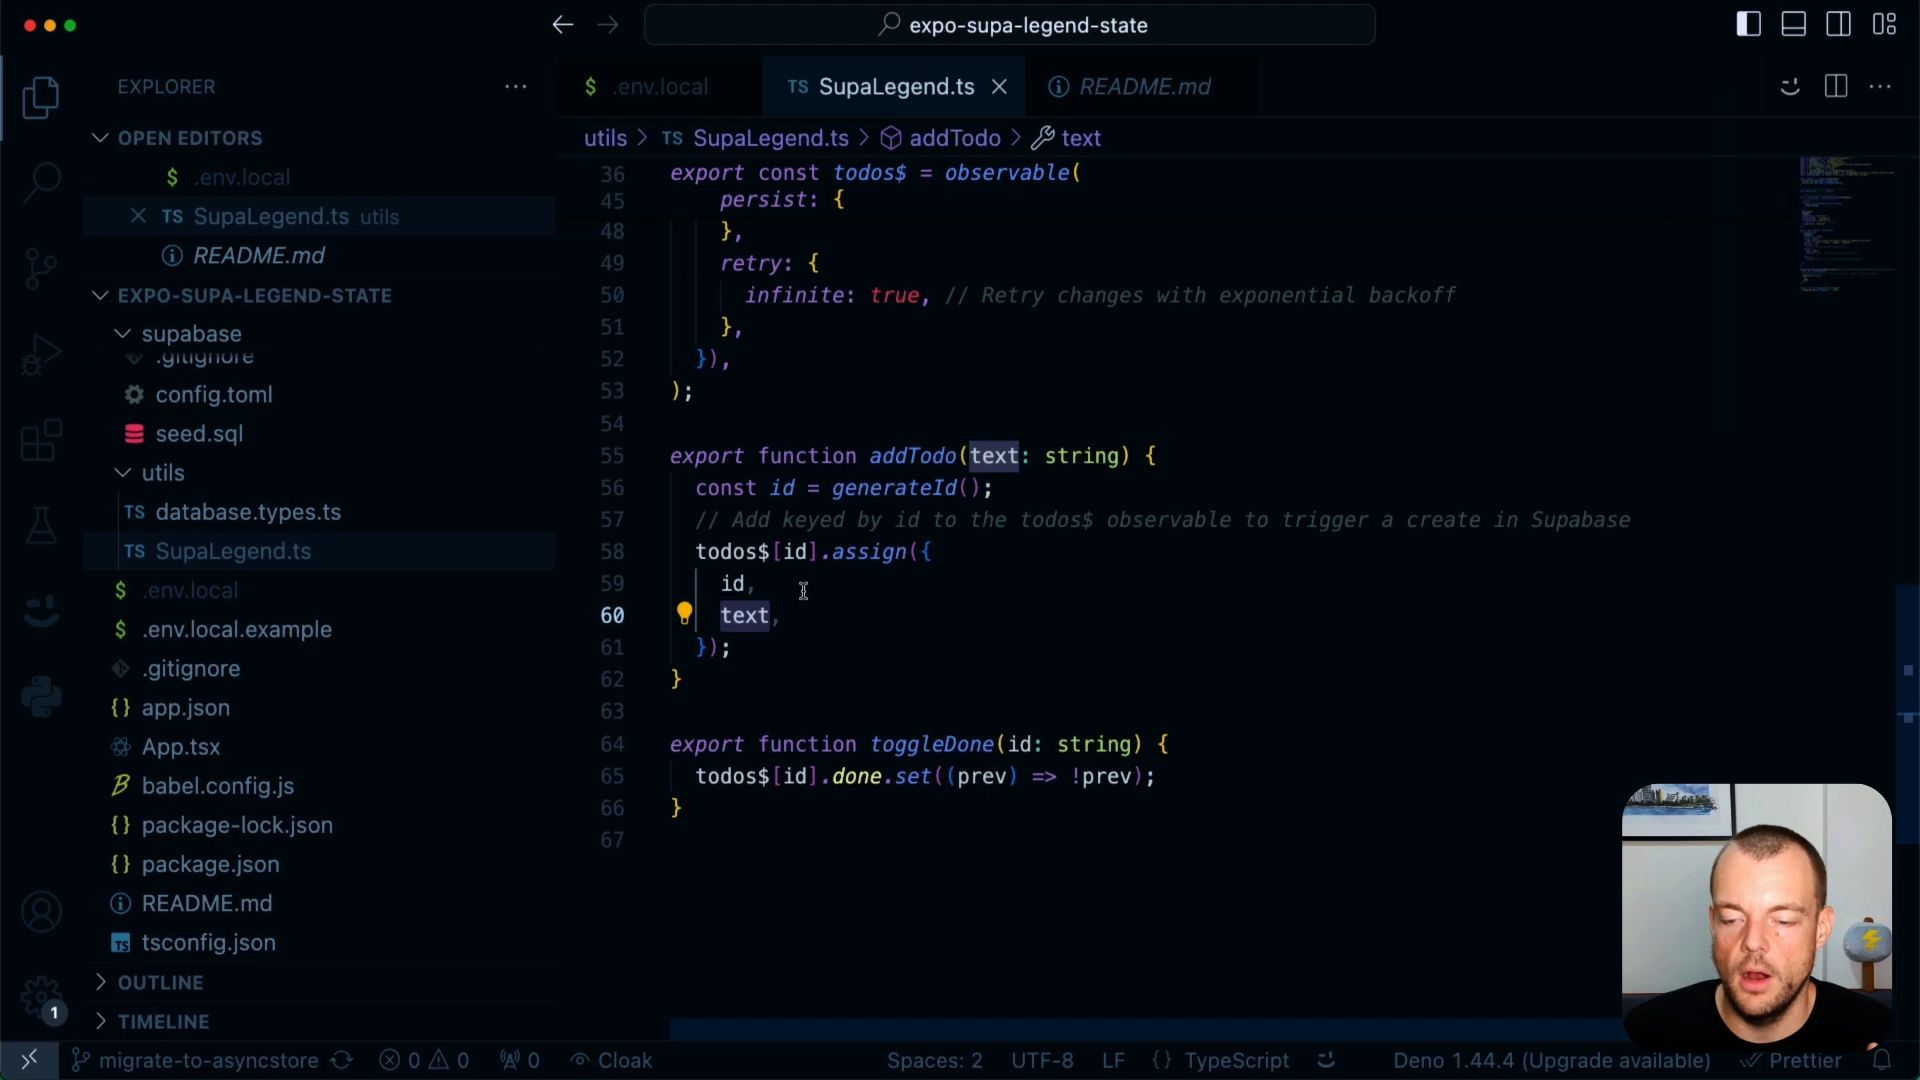 expo-supa-legend-state
EXPLORER
$ .env.local
TS SupaLegend.ts
README.md
OPEN EDITORS
$ .env.local
TS SupaLegend.ts utils
README.md
EXPO-SUPA-LEGEND-STATE
supabase
.gitignore
config.toml
seed.sql
utils
TS database.types.ts
TS SupaLegend.ts
$ .env.local
$ .env.local.example
.gitignore
{} app.json
App.tsx
babel.config.js
{} package-lock.json
{} package.json
README.md
TS tsconfig.json
OUTLINE
TIMELINE
utils > TS SupaLegend.ts > addTodo > text
36 export const todos$ = observable(
45 persist: {
48 },
49 retry: {
50 infinite: true, // Retry changes with exponential backoff
51 },
52 }),
53 );
54
55 export function addTodo(text: string) {
56 const id = generateId();
57 // Add keyed by id to the todos$ observable to trigger a create in Supabase
58 todos$[id].assign({
59 id,
60 text,
61 });
62 }
63
64 export function toggleDone(id: string) {
65 todos$[id].done.set((prev) => !prev);
66 }
67
1
migrate-to-asyncstore 0 0 0 Cloak Spaces: 2 UTF-8 LF {} TypeScript Deno 1.44.4 (Upgrade available) Prettier